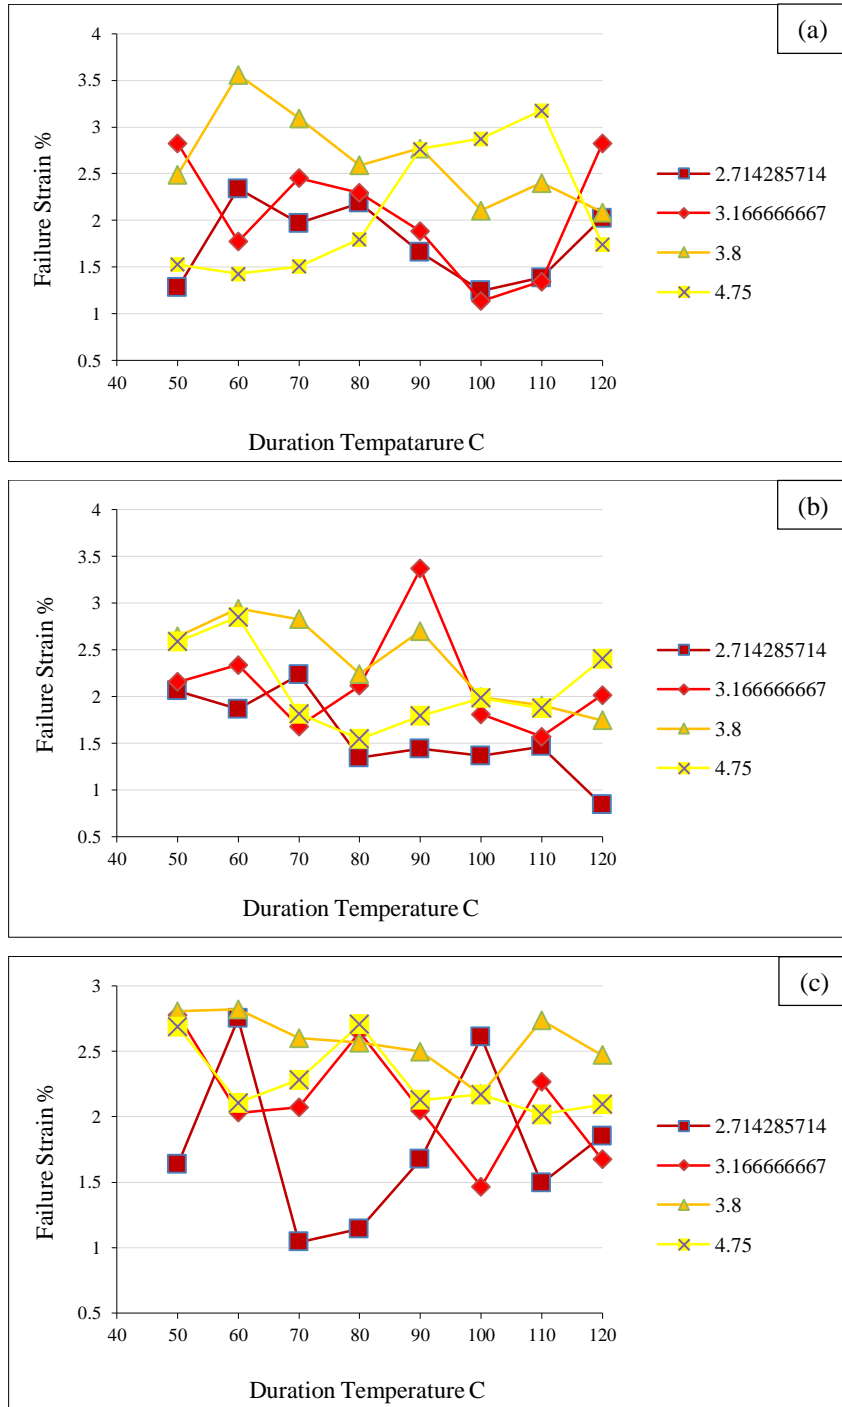 (a)
4
3.5
3
2.5
2
1.5
1
0.5
Failure Strain %
40 50 60 70 80 90 100 110 120
Duration Tempatarure C
2.714285714
3.166666667
3.8
4.75
(b)
4
3.5
3
2.5
2
1.5
1
0.5
Failure Strain %
40 50 60 70 80 90 100 110 120
Duration Temperature C
2.714285714
3.166666667
3.8
4.75
(c)
3
2.5
2
1.5
1
0.5
Failure Strain %
40 50 60 70 80 90 100 110 120
Duration Temperature C
2.714285714
3.166666667
3.8
4.75